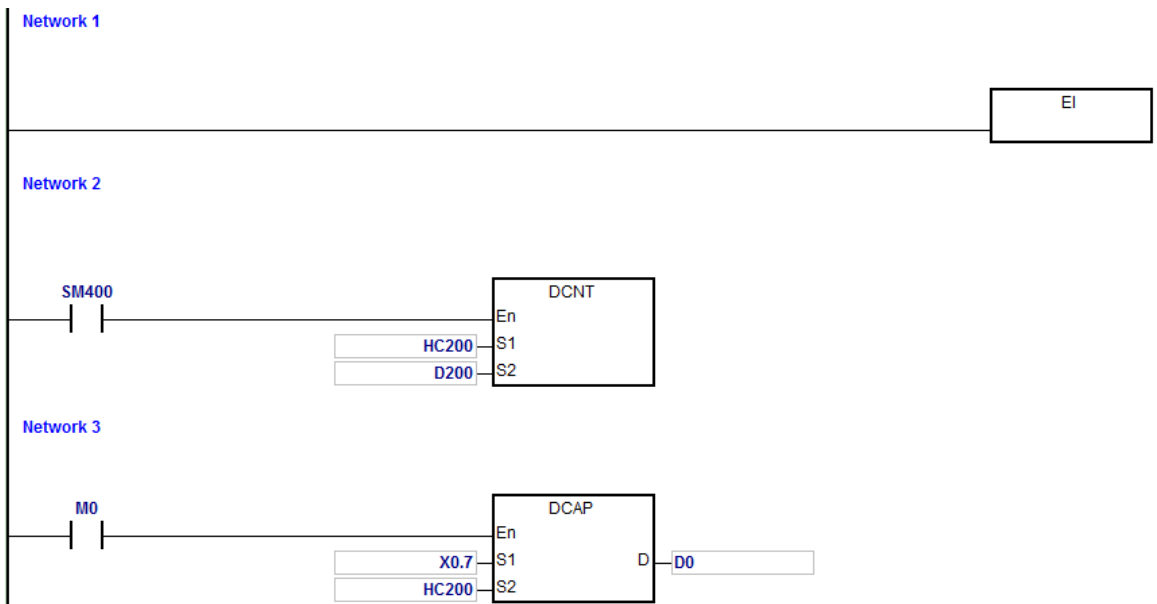 Network 1
EI
Network 2
SM400
DCNT
En
HC200 S1
D200 S2
Network 3
M0
DCAP
En
X0.7 S1 D D0
HC200 S2